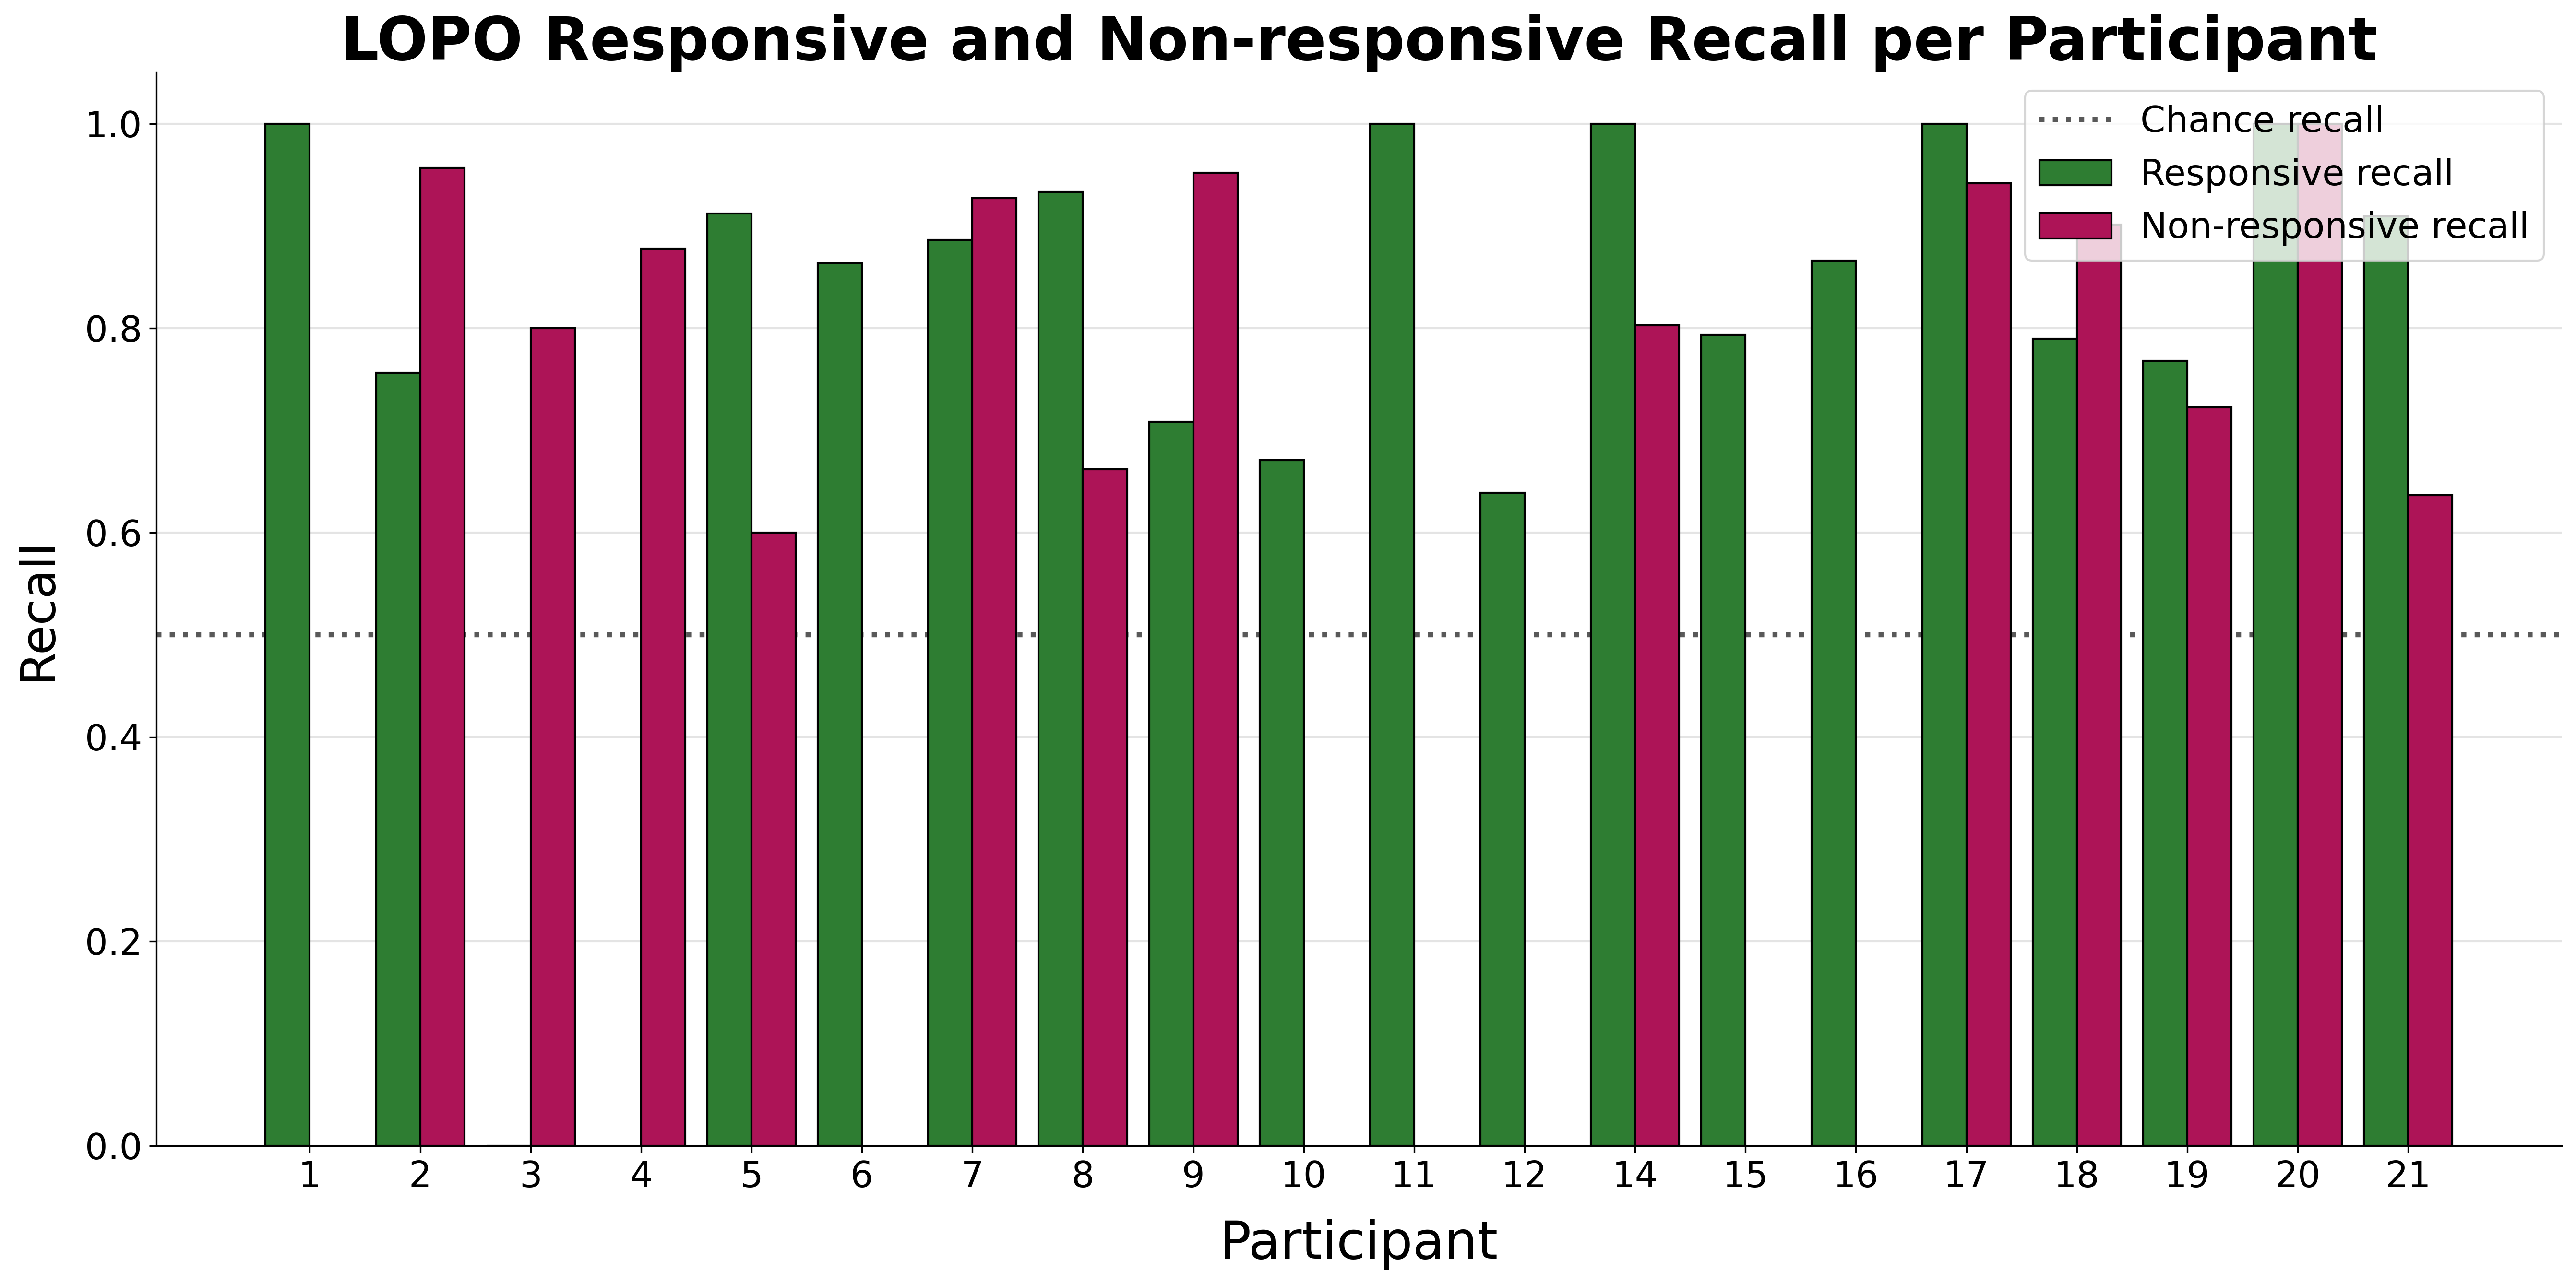 LOPO Responsive and Non-responsive Recall per Participant
Chance recall
Responsive recall
Non-responsive recall
Recall
1.0
0.8
0.6
0.4
0.2
0.0
1 2 3 4 5 6 7 8 9 10 11 12 14 15 16 17 18 19 20 21
Participant